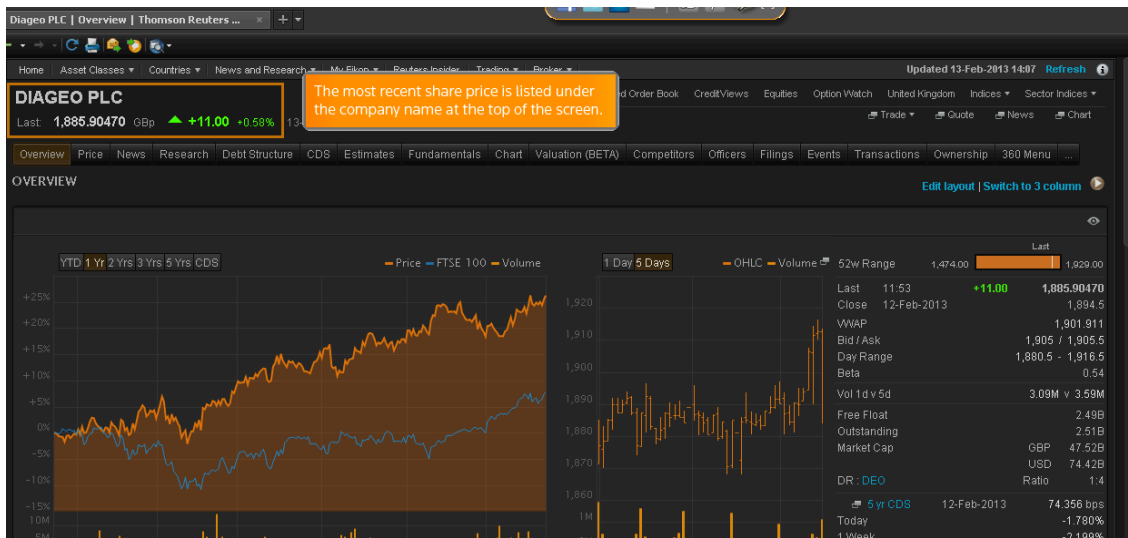 Diageo PLC | Overview | Thomson Reuters ...
Home Asset Classes Countries News and Research My Eikon Reuters Insider Trading Broker
Updated 13-Feb-2013 14:07 Refresh
DIAGEO PLC
Last: 1,885.90470 GBp +11.00 +0.58% 13-
The most recent share price is listed under
the company name at the top of the screen.
Order Book CreditViews Equities Option Watch United Kingdom Indices Sector Indices
Trade Quote News Chart
Overview Price News Research Debt Structure CDS Estimates Fundamentals Chart Valuation (BETA) Competitors Officers Filings Events Transactions Ownership 360 Menu ...
OVERVIEW
Edit layout | Switch to 3 column
YTD 1 Yr 2 Yrs 3 Yrs 5 Yrs CDS
Price FTSE 100 Volume
+25%
+20%
+15%
+10%
+5%
0%
-5%
-10%
-15%
10M
5M
1 Day 5 Days
OHLC Volume
1,920
1,910
1,900
1,890
1,880
1,870
1,860
1M
Last
52w Range 1,474.00 1,929.00
Last 11:53 +11.00 1,885.90470
Close 12-Feb-2013 1,894.5
VWAP 1,901.911
Bid / Ask 1,905 / 1,905.5
Day Range 1,880.5 - 1,916.5
Beta 0.54
Vol 1d v 5d 3.09M v 3.59M
Free Float 2.49B
Outstanding 2.51B
Market Cap GBP 47.52B
USD 74.42B
DR : DEO Ratio 1:4
5 yr CDS 12-Feb-2013 74.356 bps
Today -1.780%
1 Week -2.199%